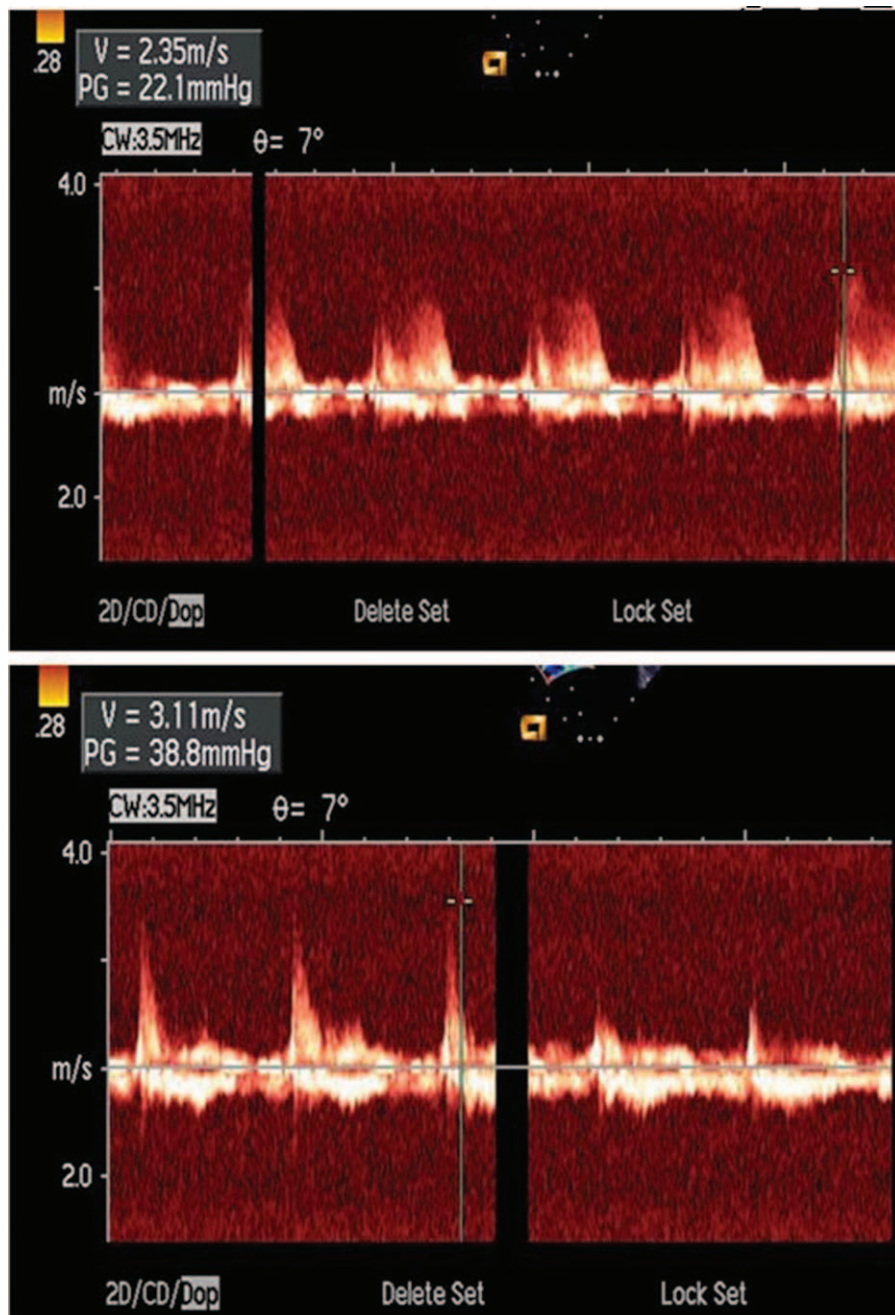 .28
V = 2.35m/s
PG = 22.1mmHg
CW:3.5MHz θ= 7°
4.0
m/s
2.0
2D/CD/Dop Delete Set Lock Set
.28
V = 3.11m/s
PG = 38.8mmHg
CW:3.5MHz θ= 7°
4.0
m/s
2.0
2D/CD/Dop Delete Set Lock Set